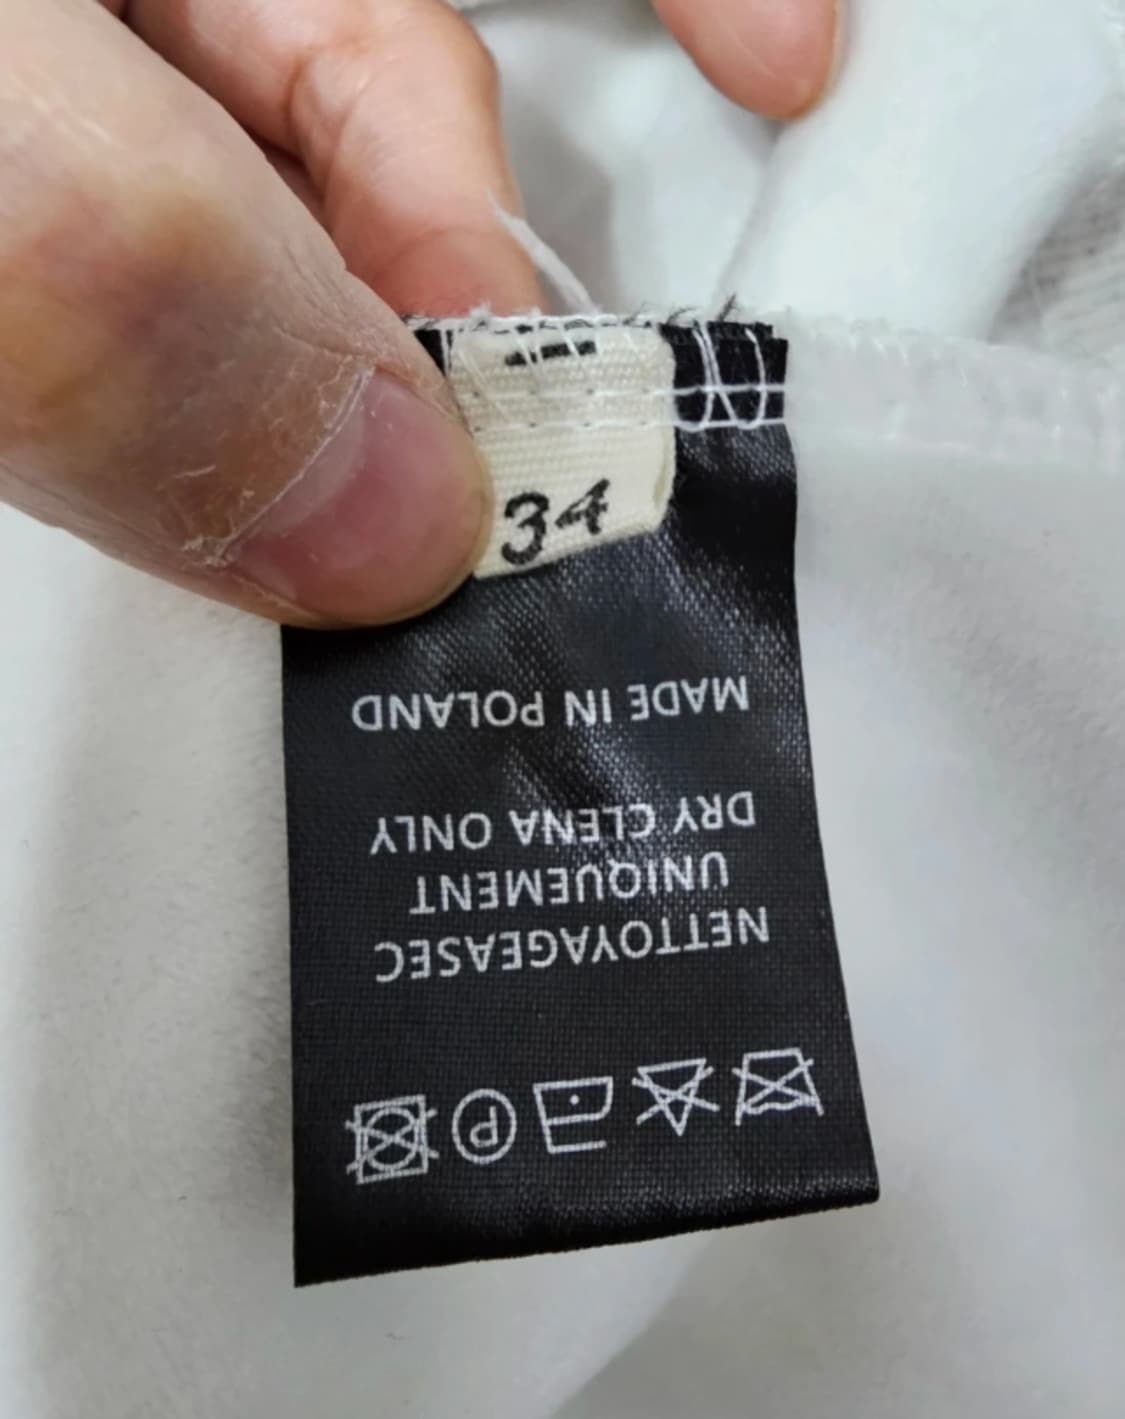 34
NETTOYAGEASEC
UNIQUEMENT
DRY CLENA ONLY
MADE IN POLAND
P